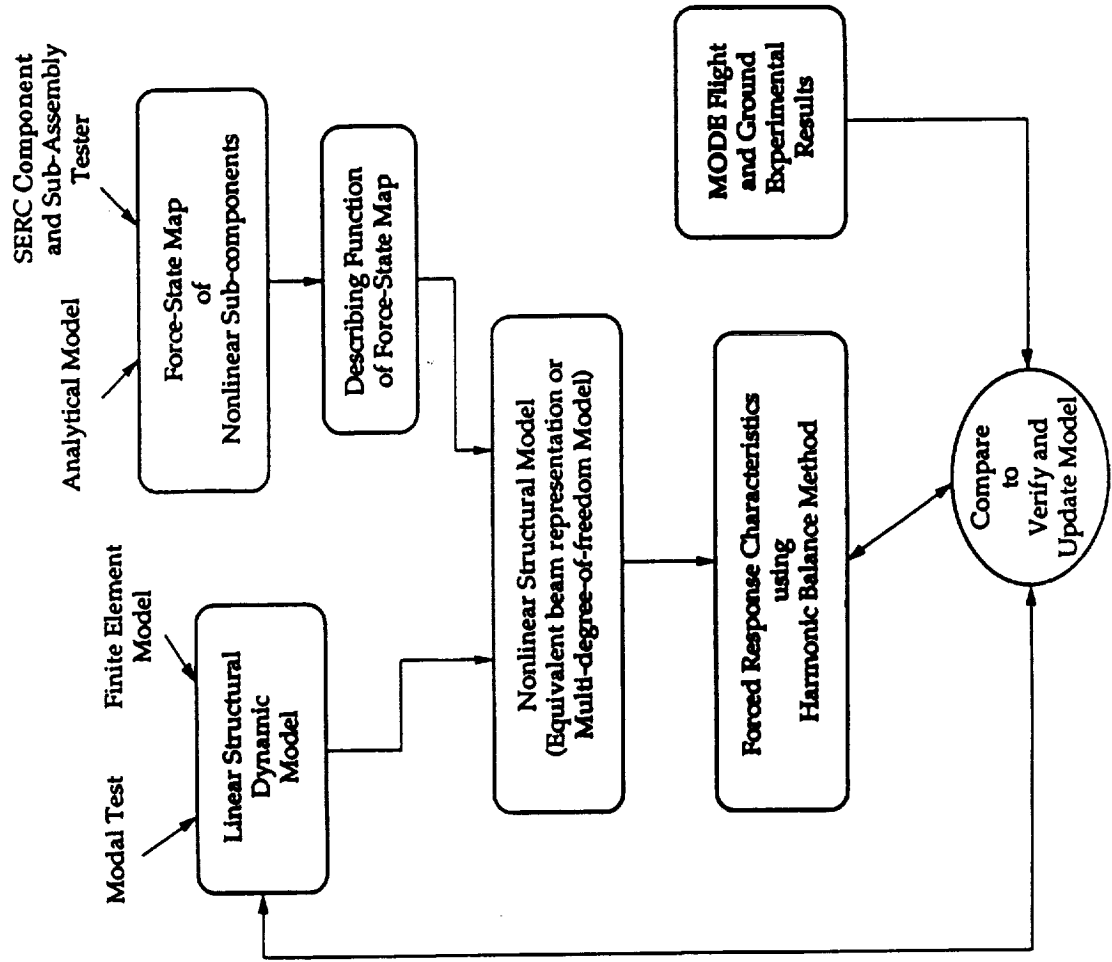 SERC Component
and Sub-Assembly
Tester
Analytical Model
Force-State Map
of
Nonlinear Sub-components
Describing Function
of Force-State Map
Finite Element
Model
Modal Test
Linear Structural
Dynamic
Model
Nonlinear Structural Model
(Equivalent beam representation or
Multi-degree-of-freedom Model)
Forced Response Characteristics
using
Harmonic Balance Method
MODE Flight
and Ground
Experimental
Results
Compare
to
Verify and
Update Model